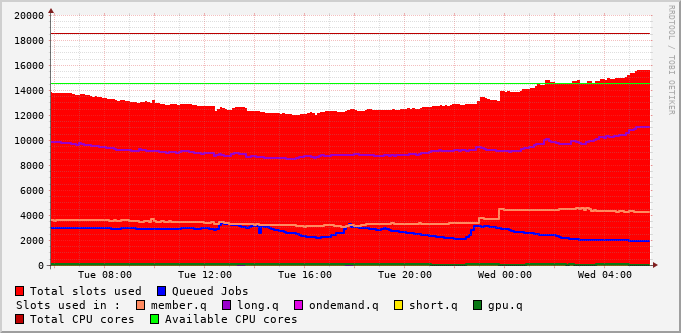 20000
18000
16000
14000
12000
10000
8000
6000
4000
2000
0
Tue 08:00 Tue 12:00 Tue 16:00 Tue 20:00 Wed 00:00 Wed 04:00
RRDTOOL / TOBI OETIKER
Total slots used Queued Jobs
Slots used in : member.q long.q ondemand.q short.q gpu.q
Total CPU cores Available CPU cores